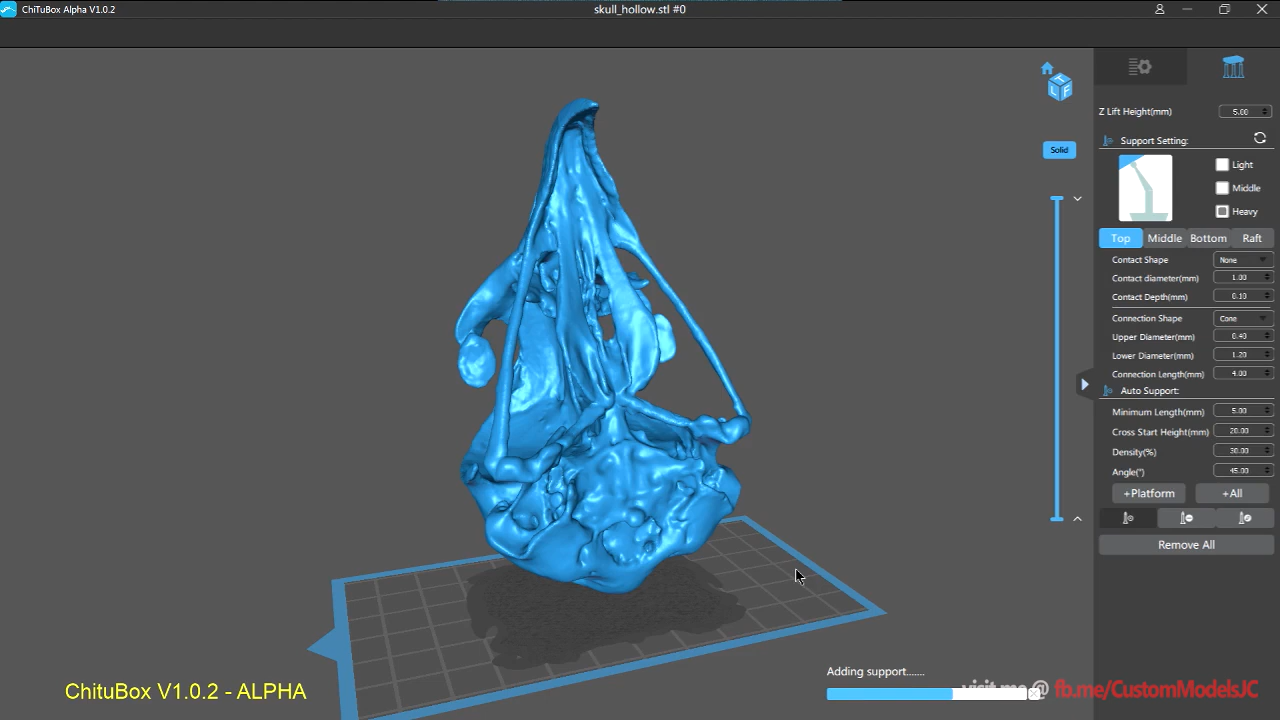 ChiTuBox Alpha V1.0.2
skull_hollow.stl #0
T
L F
Z Lift Height(mm) 5.00
Solid
Support Setting:
Light
Middle
Heavy
Top Middle Bottom Raft
Contact Shape None
Contact diameter(mm) 1.00
Contact Depth(mm) 0.10
Connection Shape Cone
Upper Diameter(mm) 0.40
Lower Diameter(mm) 1.20
Connection Length(mm) 4.00
Auto Support:
Minimum Length(mm) 5.00
Cross Start Height(mm) 20.00
Density(%) 30.00
Angle(°) 45.00
+Platform +All
Remove All
Adding support.......
visit me @ fb.me/CustomModelsJC
ChituBox V1.0.2 - ALPHA